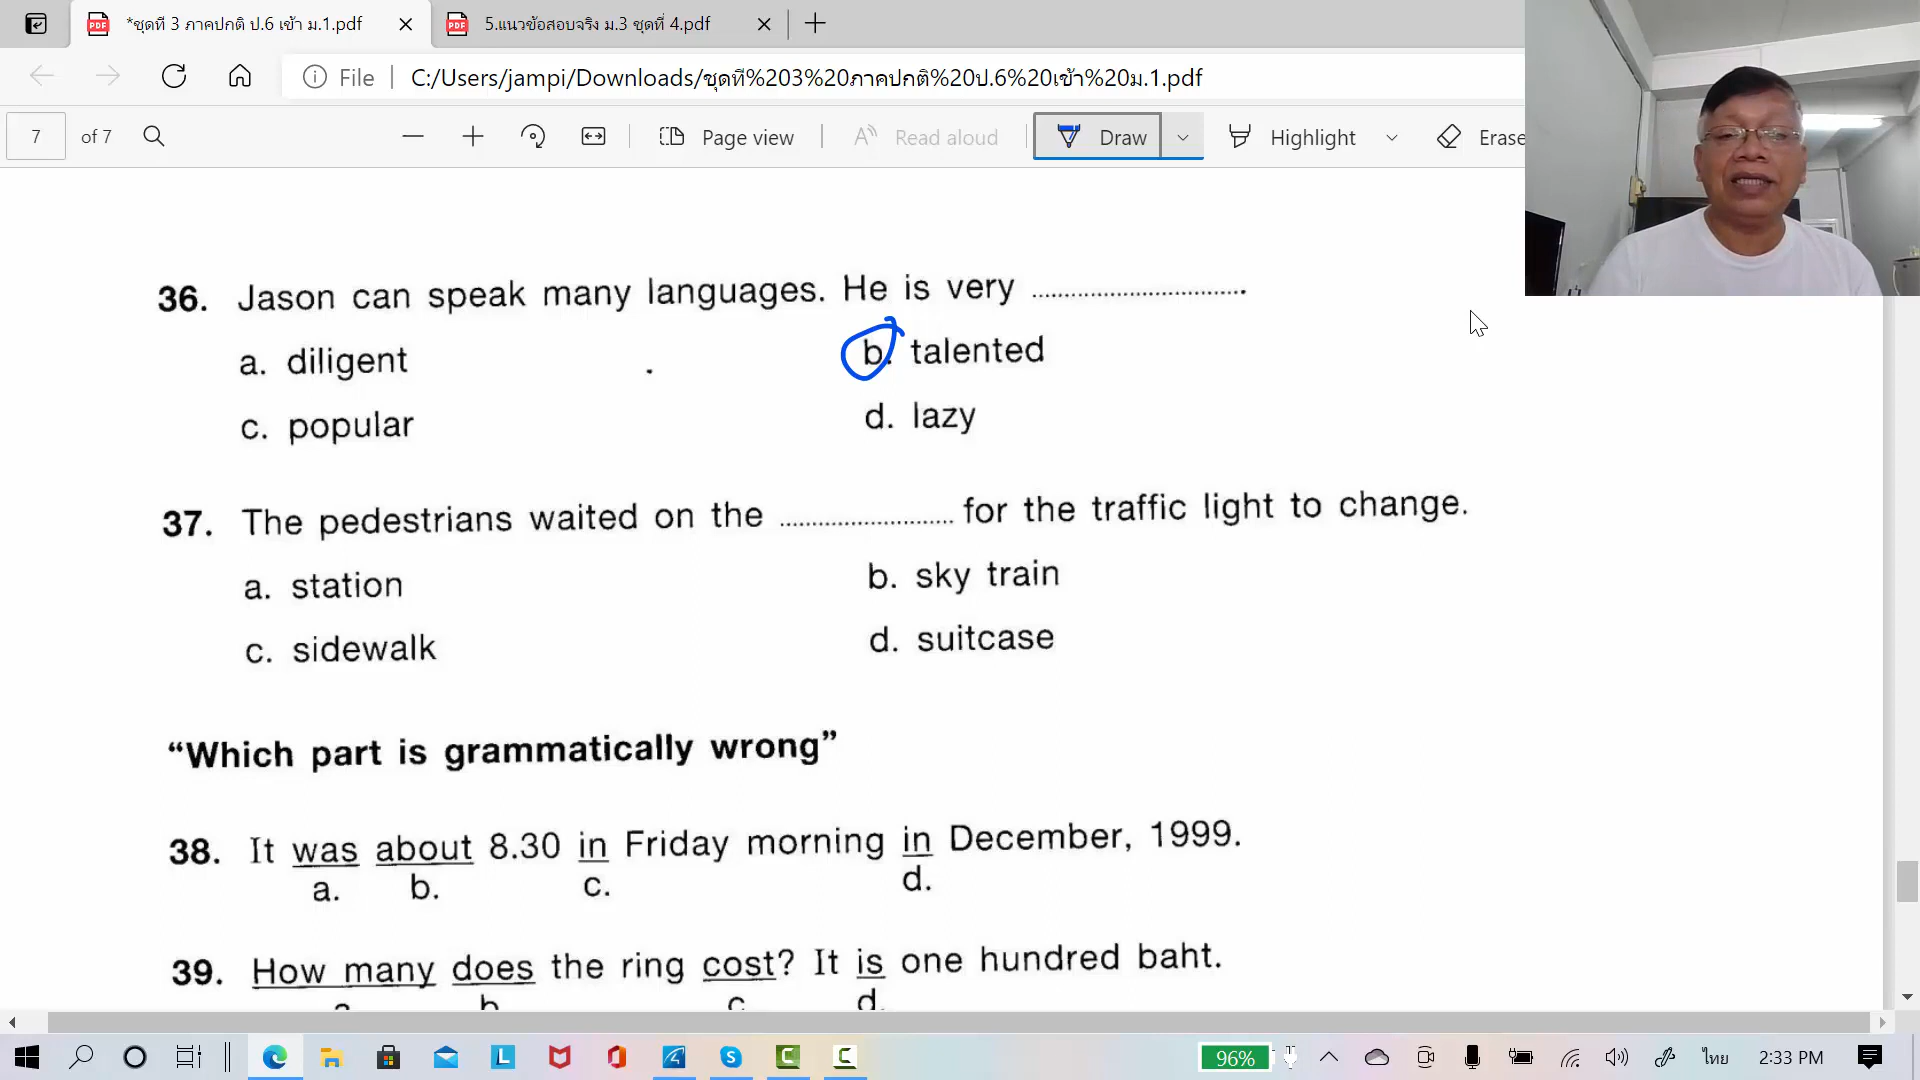 *ชุดที่ 3 ภาคปกติ ป.6 เข้า ม.1.pdf
5.แนวข้อสอบจริง ม.3 ชุดที่ 4.pdf
File C:/Users/jampi/Downloads/ชุดที่%203%20ภาคปกติ%20ป.6%20เข้า%20ม.1.pdf
7 of 7 Page view Read aloud Draw Highlight Erase
36. Jason can speak many languages. He is very ..............................
a. diligent b. talented
c. popular d. lazy
37. The pedestrians waited on the ........................ for the traffic light to change.
a. station b. sky train
c. sidewalk d. suitcase
“Which part is grammatically wrong”
38. It was about 8.30 in Friday morning in December, 1999.
a. b. c. d.
39. How many does the ring cost? It is one hundred baht.
a b c d.
96% ไทย 2:33 PM